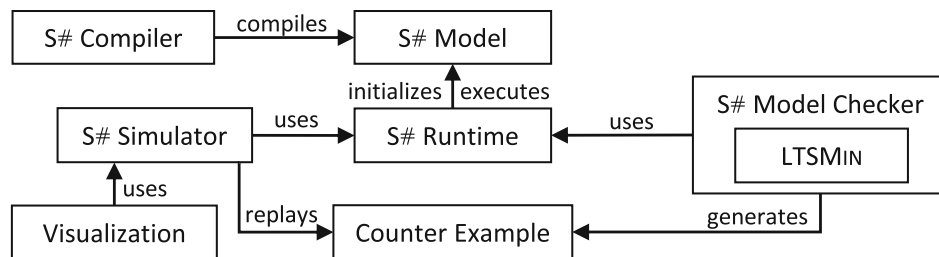 S# Compiler
compiles
S# Model
initializes executes
S# Model Checker
S# Simulator
uses
S# Runtime
uses
LTSMIN
uses
Visualization
replays
Counter Example
generates